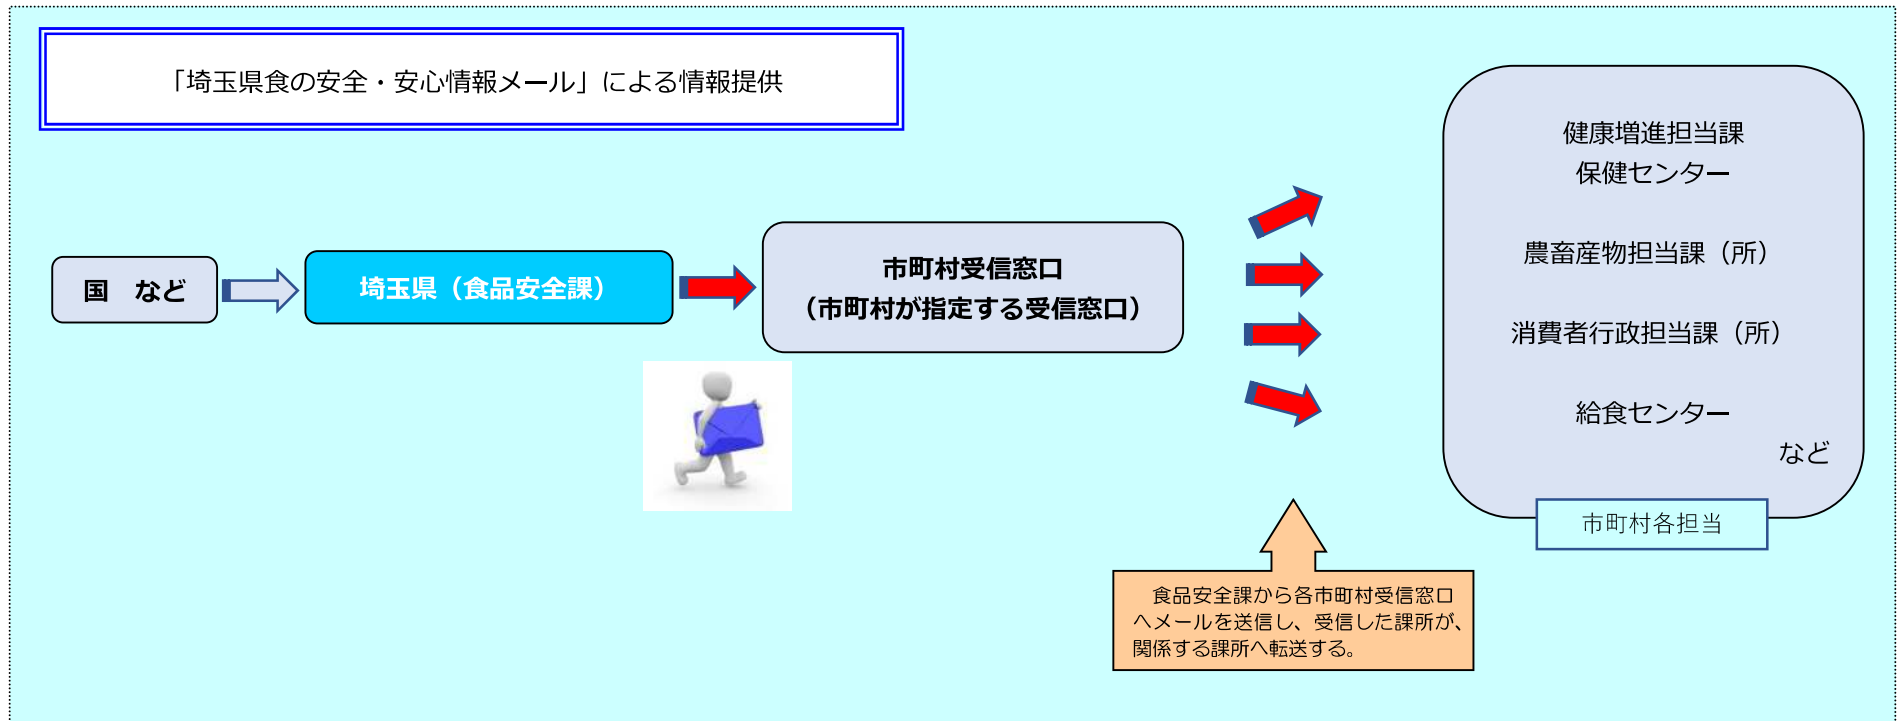 「埼玉県食の安全・安心情報メール」による情報提供
国　など
埼玉県（食品安全課）
市町村受信窓口
（市町村が指定する受信窓口）
健康増進担当課
保健センター
農畜産物担当課（所）
消費者行政担当課（所）
給食センター
など
市町村各担当
　食品安全課から各市町村受信窓口
へメールを送信し、受信した課所が、
関係する課所へ転送する。